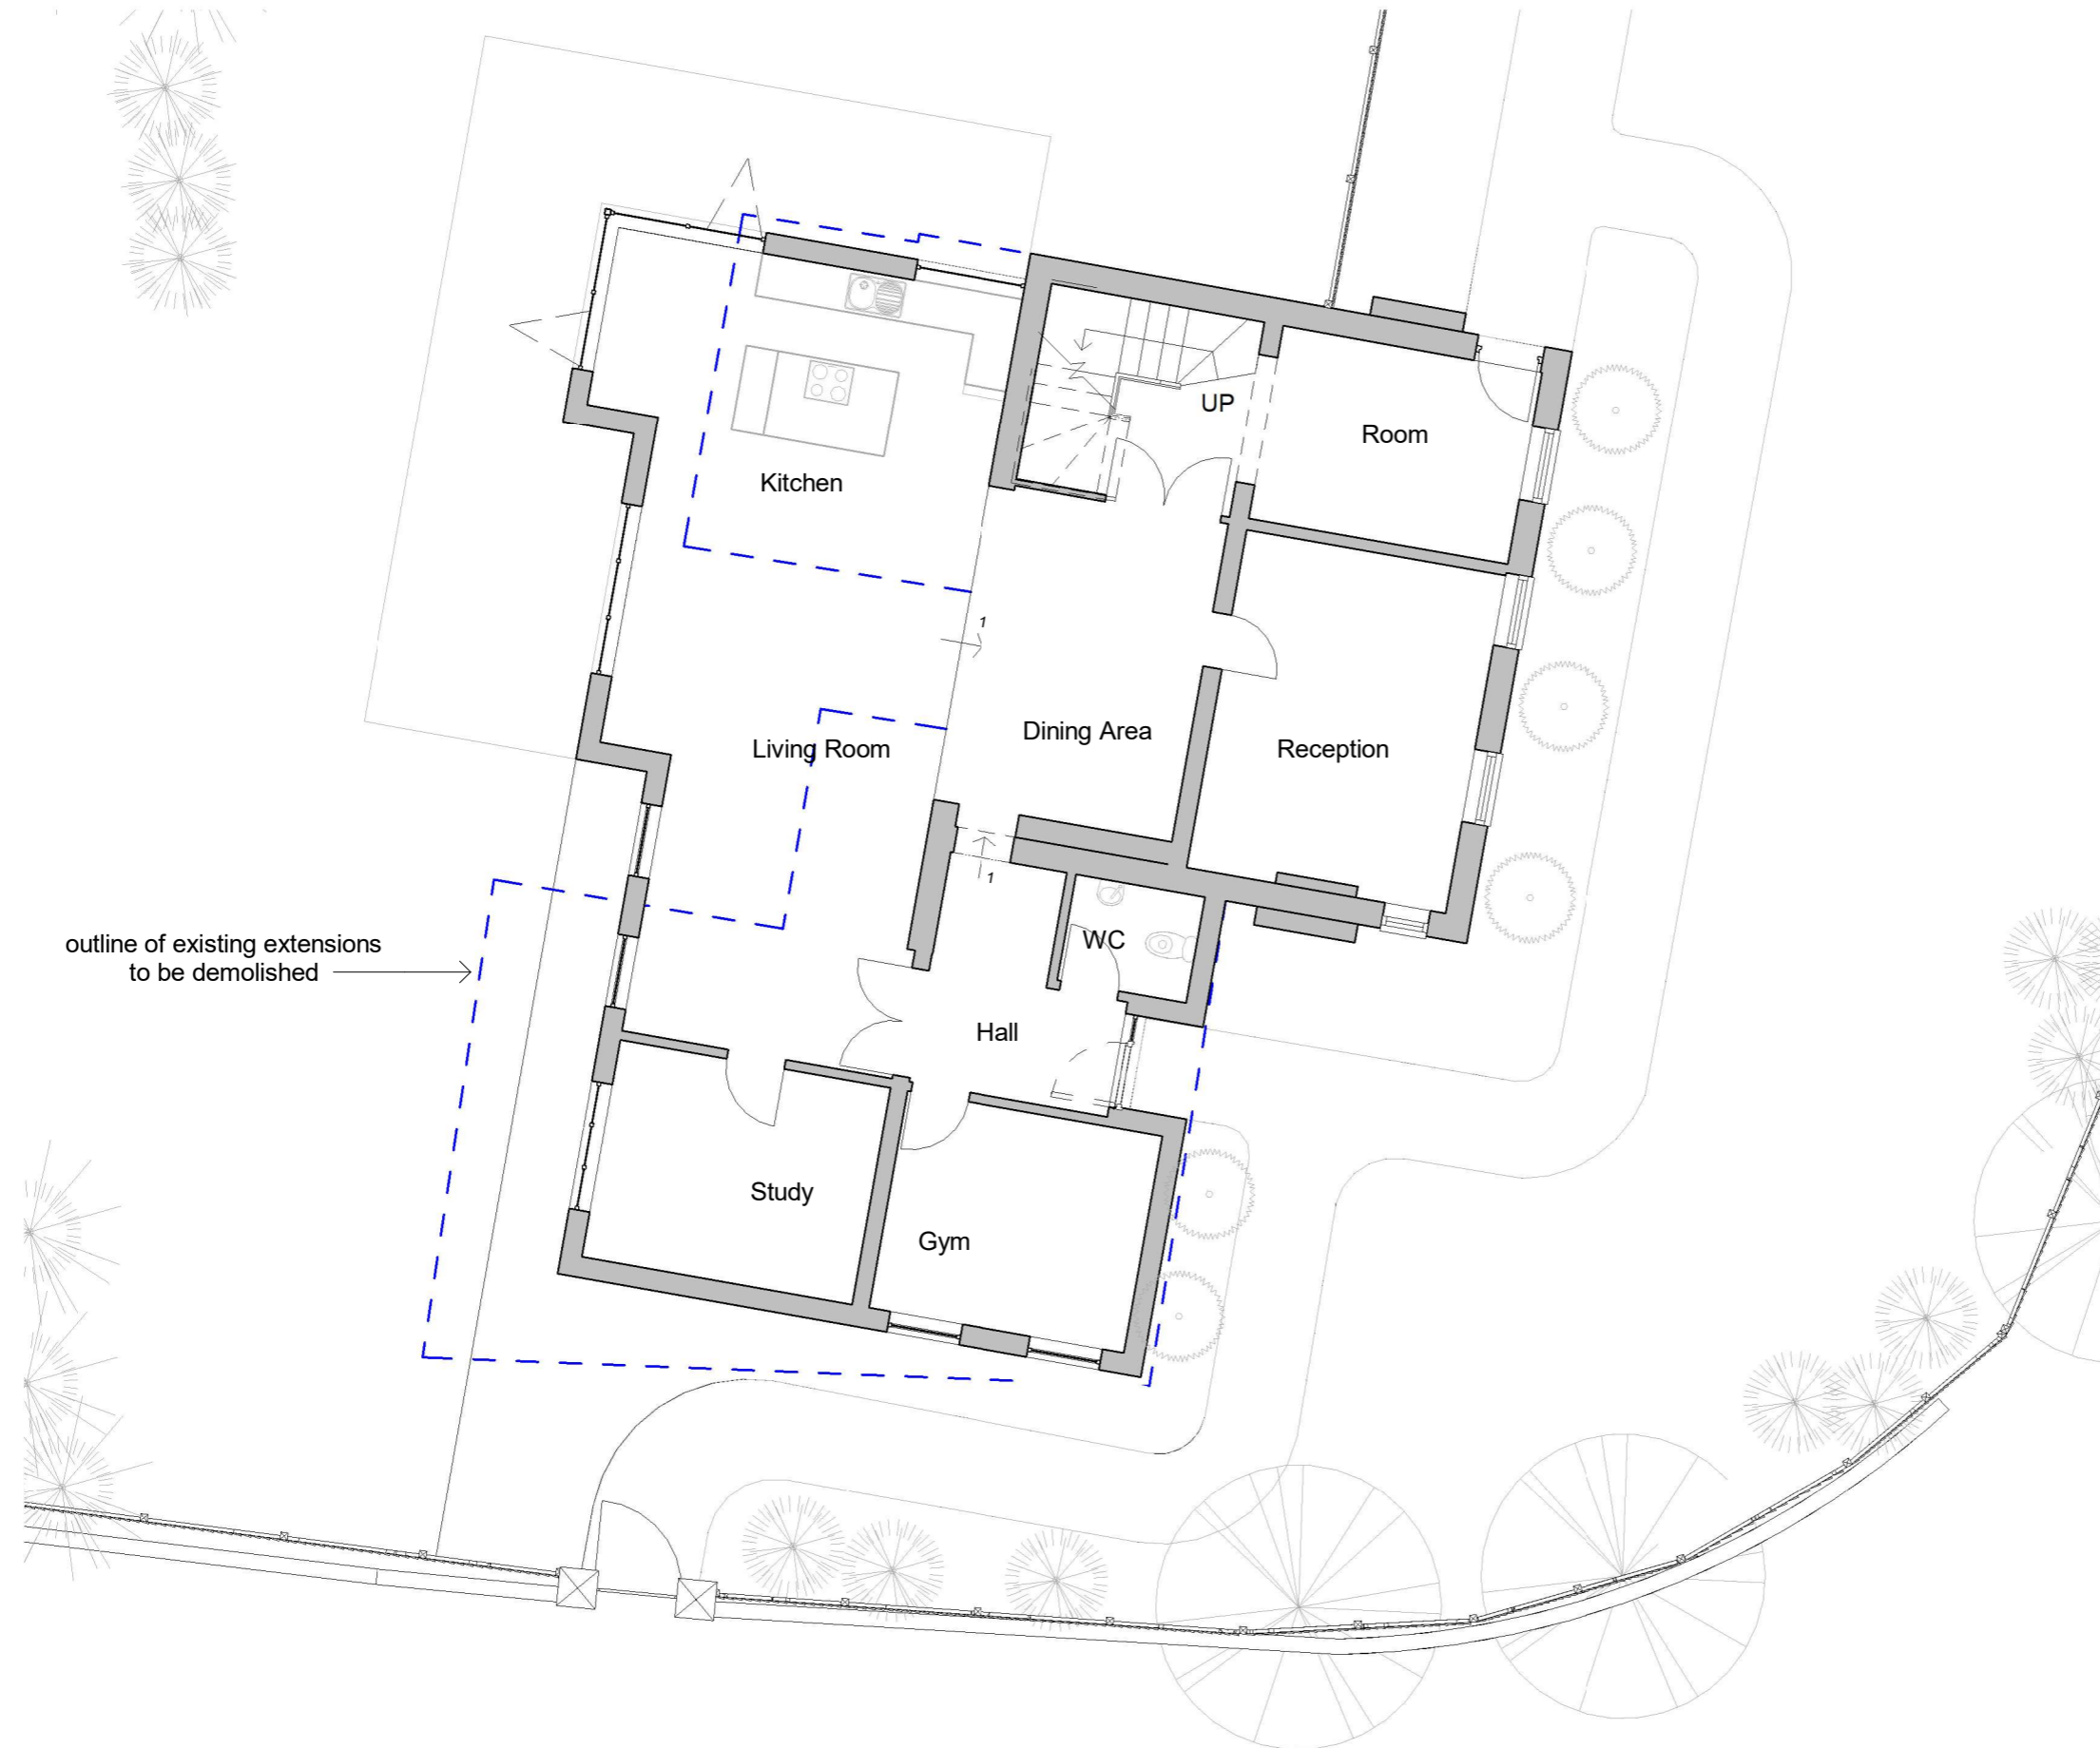 UP
Room
Kitchen
1
Dining Area
Living Room
Reception
1
WC
outline of existing extensions
to be demolished
Hall
Study
Gym